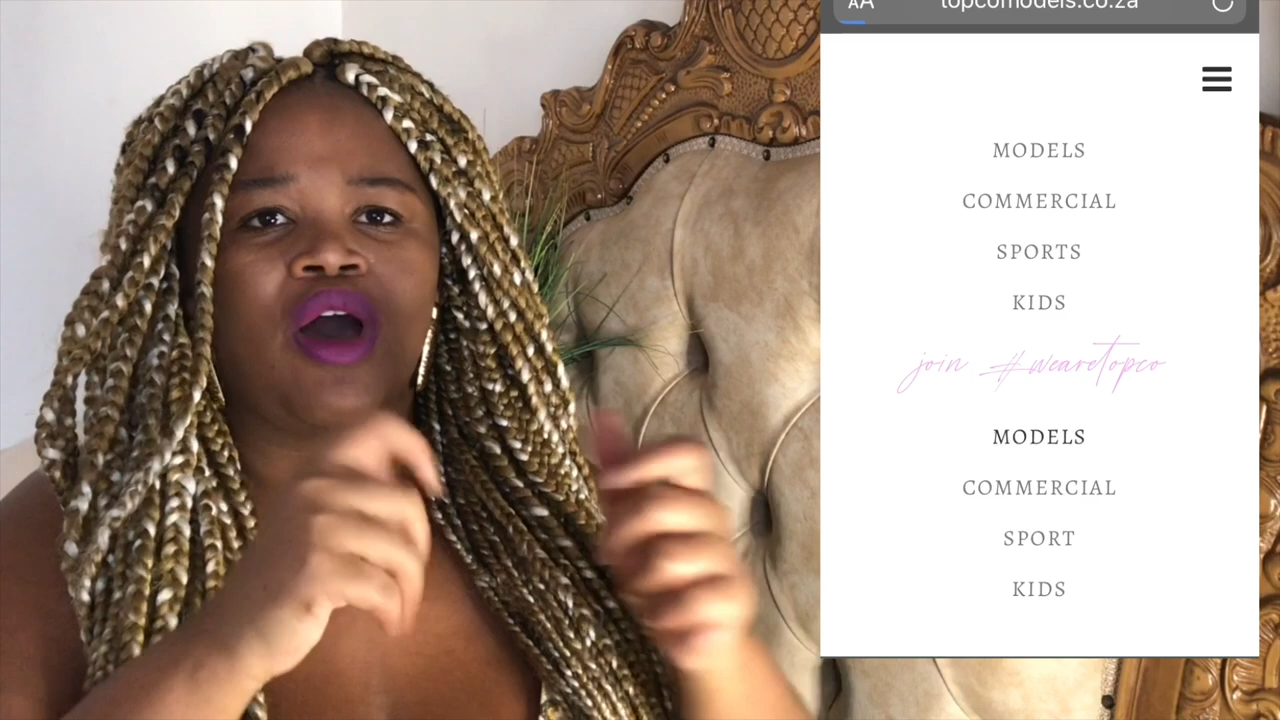 AA topcomodels.co.za
MODELS
COMMERCIAL
SPORTS
KIDS
join #wearetopco
MODELS
COMMERCIAL
SPORT
KIDS